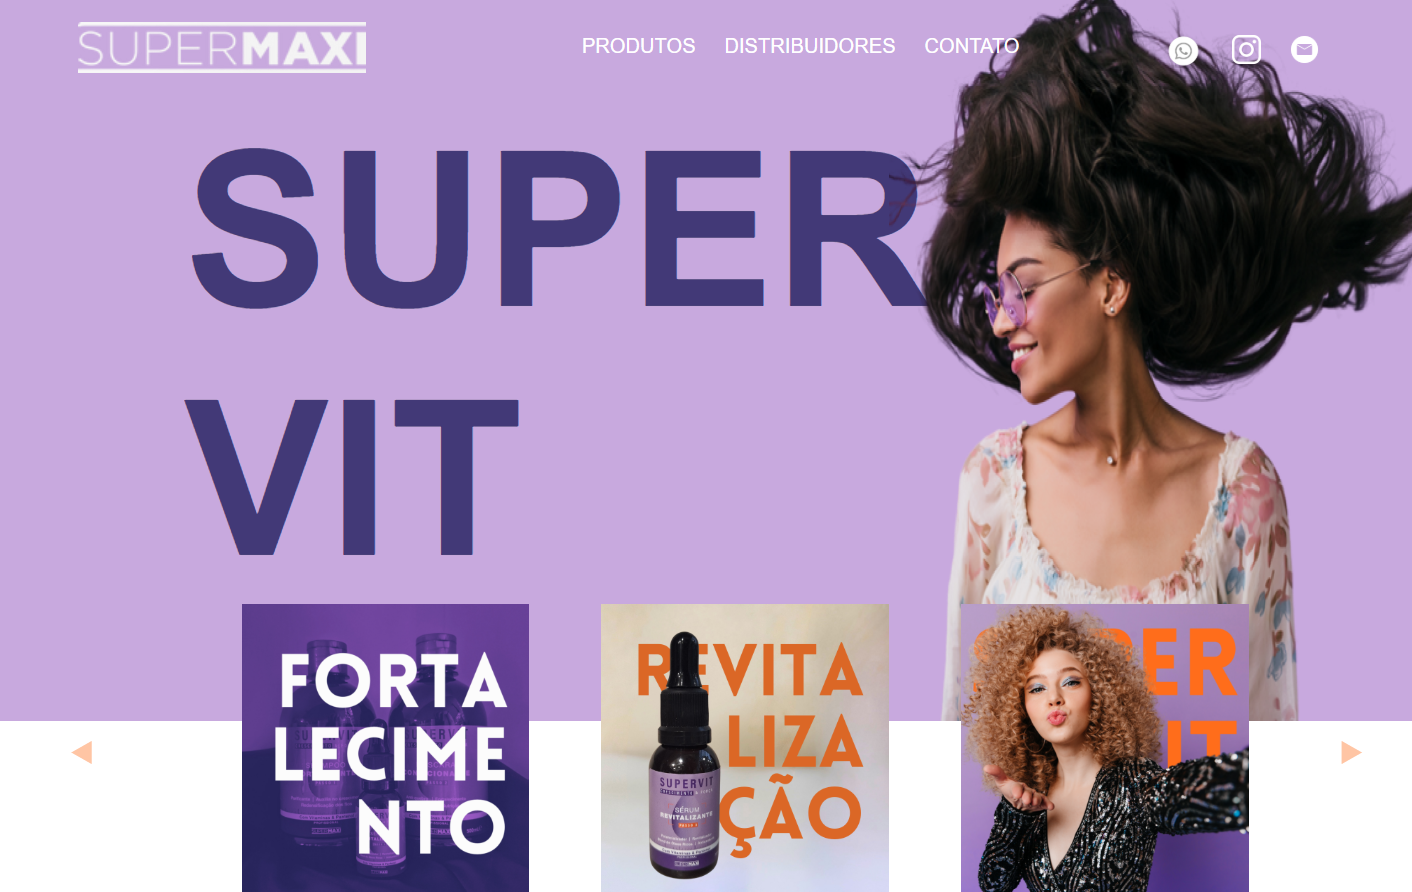 SUPERMAXI
PRODUTOS DISTRIBUIDORES CONTATO
SUPER
VIT
FORTA
LECIME
NTO
REVITA
LIZA
ÇÃO
SUPERVIT
SÉRUM
REVITALIZANTE